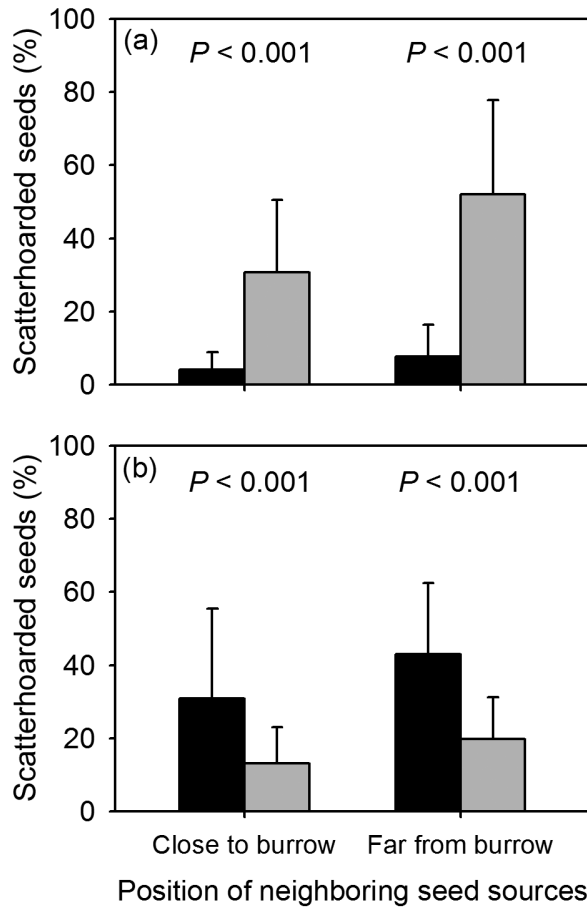 100
(a)
P < 0.001
P < 0.001
80
60
40
20
0
Scatterhoarded seeds (%)
100
(b)
P < 0.001
P < 0.001
80
60
40
20
0
Scatterhoarded seeds (%)
Close to burrow
Far from burrow
Position of neighboring seed sources